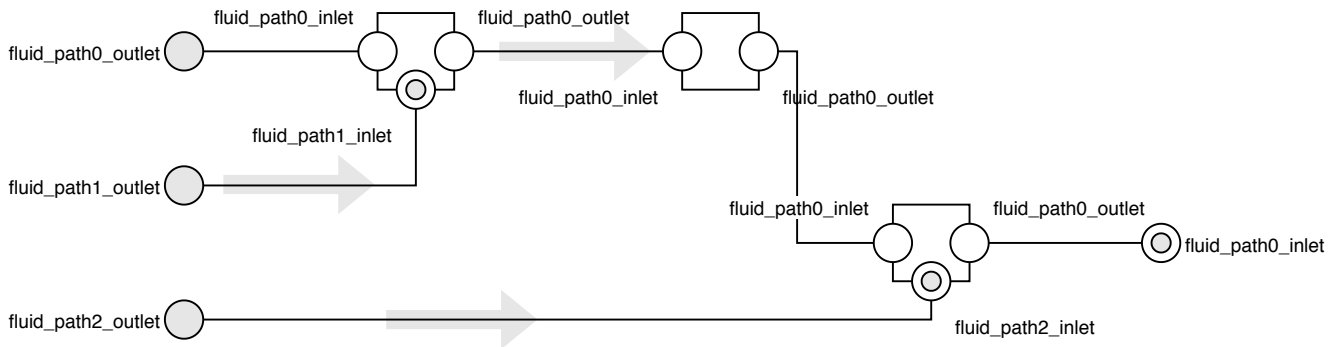 fluid_path0_inlet
fluid_path0_outlet
fluid_path0_outlet
fluid_path0_inlet
fluid_path0_outlet
fluid_path1_inlet
fluid_path1_outlet
fluid_path0_inlet
fluid_path0_outlet
fluid_path0_inlet
fluid_path2_outlet
fluid_path2_inlet